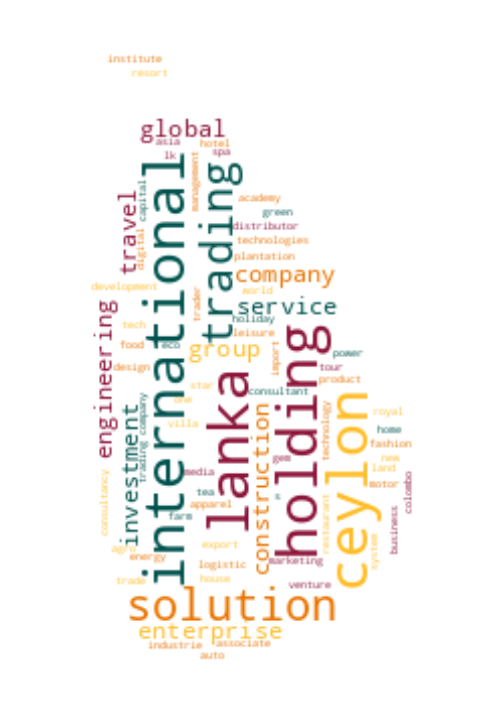 institute
resort
global
asia
hotel
lk
spa
international
trading
management
travel
capital
digital
academy
green
distributor
technologies
plantation
company
development
world
trader
service
holiday
leisure
engineering
tech
food
eco
group
import
power
tour
product
design
holding
lanka
star
one
consultant
villa
ceylon
royal
home
fashion
new
land
motor
investment
trading company
construction
technology
restaurant
gem
media
tea
s
apparel
farm
consultancy
colombo
business
system
agro
energy
export
logistic
marketing
trade
house
venture
solution
enterprise
industrie
associate
auto